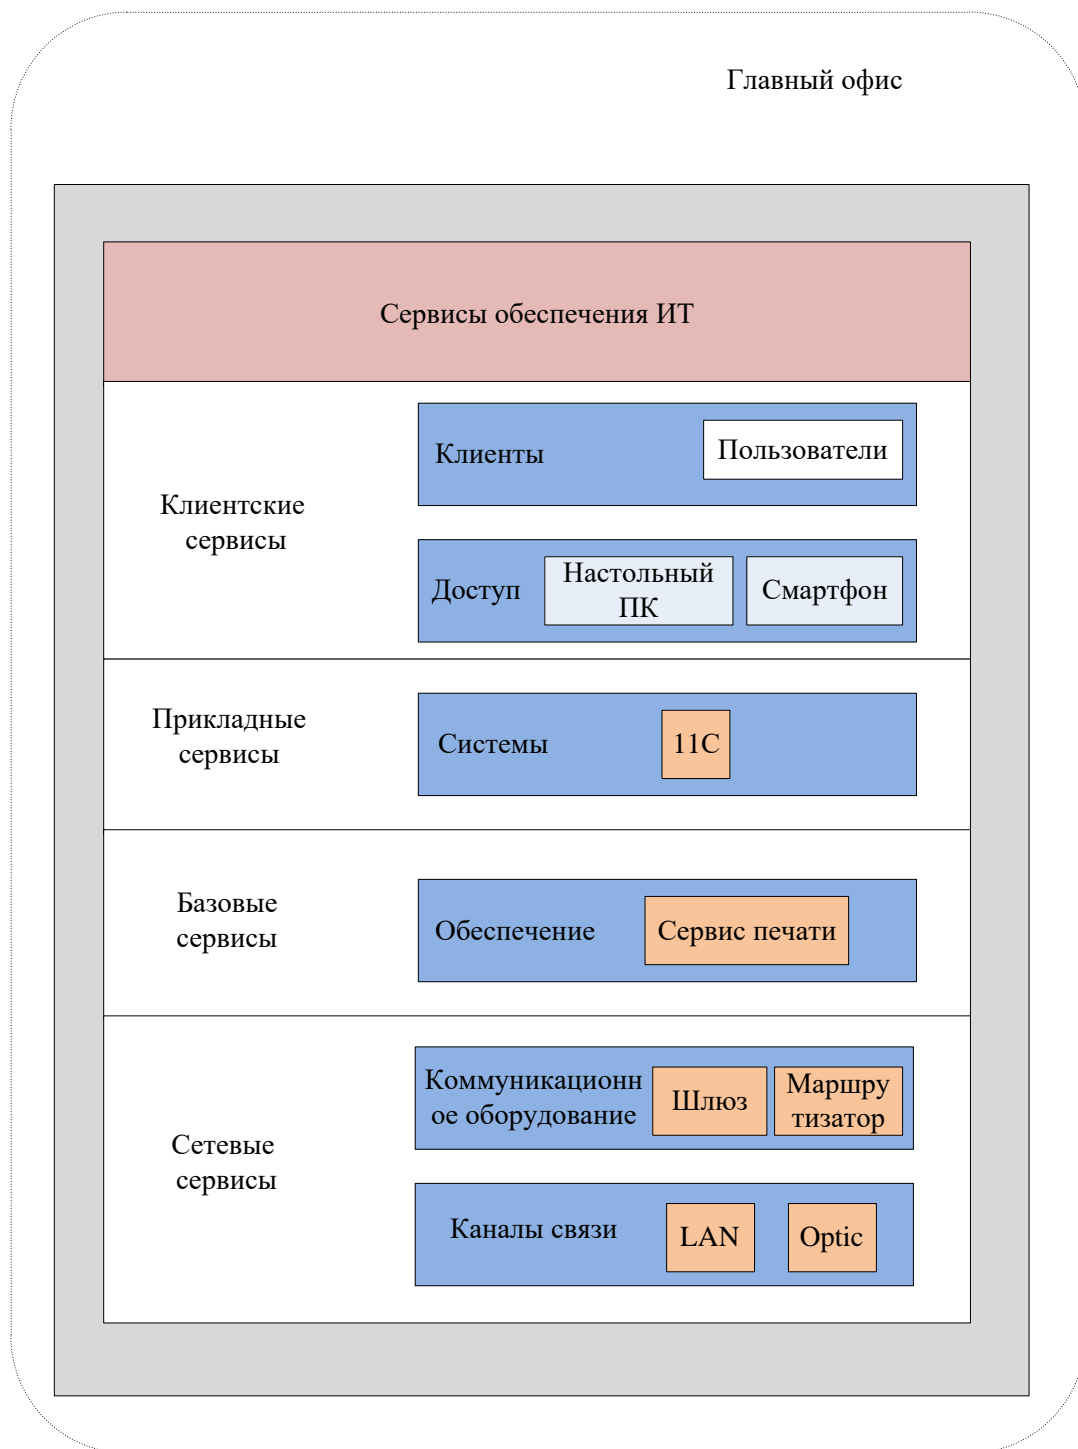 Главный офис
Сервисы обеспечения ИТ
Клиентские
сервисы
Клиенты
Пользователи
Доступ
Настольный
ПК
Смартфон
Прикладные
сервисы
Системы
11С
Базовые
сервисы
Обеспечение
Сервис печати
Сетевые
сервисы
Коммуникационн
ое оборудование
Шлюз
Маршру
тизатор
Каналы связи
LAN
Optic